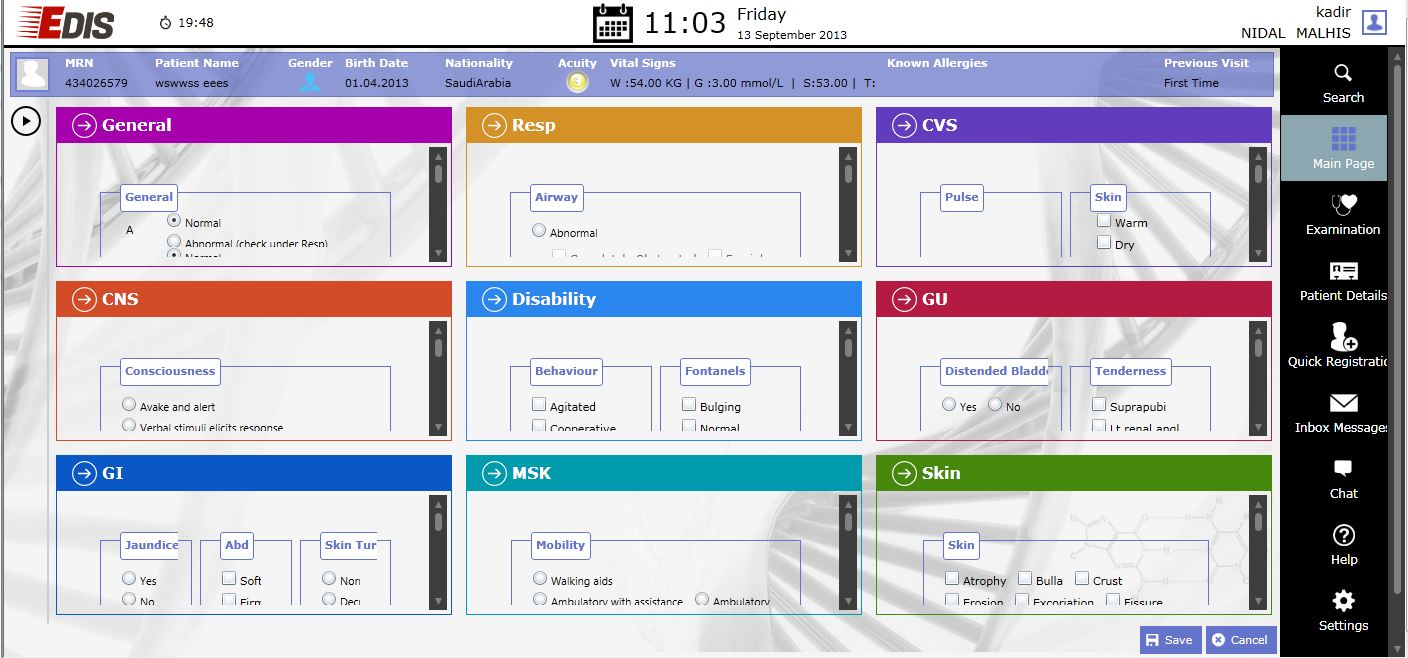 EDIS
19:48
11:03
Friday
13 September 2013
kadir
NIDAL MALHIS
MRN Patient Name Gender Birth Date Nationality Acuity Vital Signs Known Allergies Previous Visit
434026579 wswwss eees 01.04.2013 SaudiArabia 3 W :54.00 KG | G :3.00 mmol/L | S:53.00 | T: First Time
General
General
A
Normal
Abnormal (check under Resp)
Normal
Resp
Airway
Abnormal
CVS
Pulse
Skin
Warm
Dry
CNS
Consciousness
Avake and alert
Verbal stimuli elicits response
Disability
Behaviour
Agitated
Cooperative
Fontanels
Bulging
Normal
GU
Distended Bladde
Yes No
Tenderness
Suprapubi
Lt renal angl
GI
Jaundice
Yes
No
Abd
Soft
Firm
Skin Tur
Non
Dec
MSK
Mobility
Walking aids
Ambulatory with assistance Ambulatory
Skin
Skin
Atrophy Bulla Crust
Erosion Excoriation Fissure
Save Cancel
Search
Main Page
Examination
Patient Details
Quick Registratio
Inbox Messages
Chat
Help
Settings